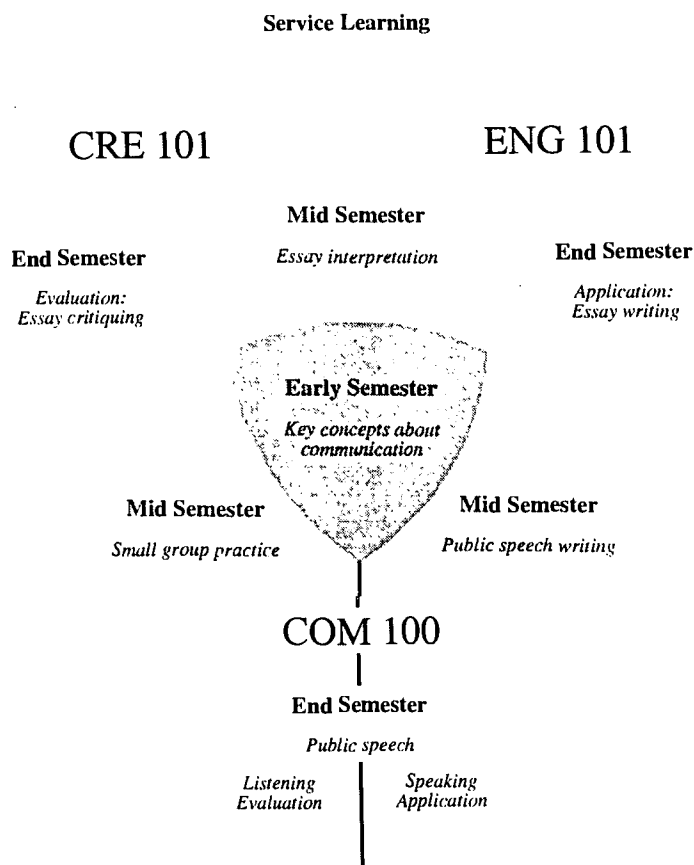 Service Learning
CRE 101
ENG 101
Mid Semester
Essay interpretation
End Semester
Evaluation:
Essay critiquing
End Semester
Application:
Essay writing
Early Semester
Key concepts about
communication
Mid Semester
Small group practice
Mid Semester
Public speech writing
COM 100
End Semester
Public speech
Listening
Evaluation
Speaking
Application